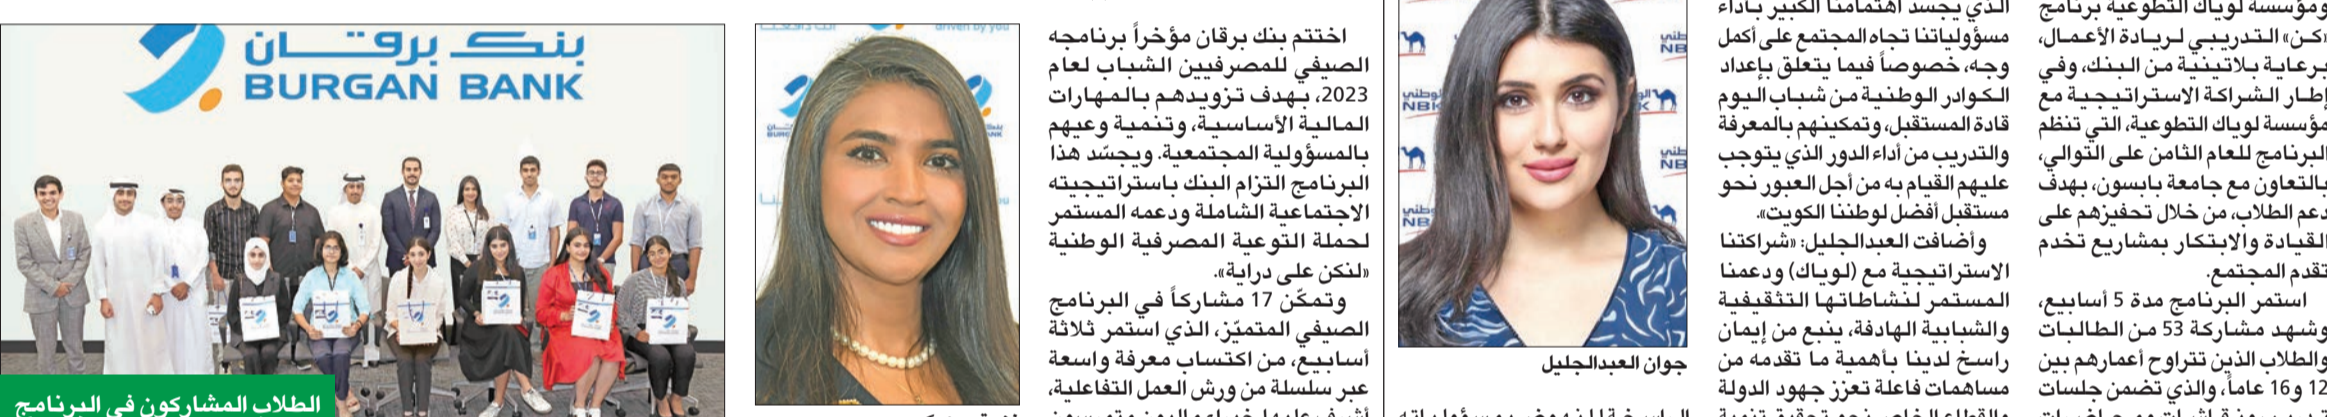 ومؤسسة لوياك التطوعية برنامج
«كن» التدريبي لريادة الأعمال،
برعاية بلاتينية من البنك، وفي
إطار الشراكة الاستراتيجية مع
مؤسسة لوياك التطوعية، التي تنظم
البرنامج للعام الثامن على التوالي،
بالتعاون مع جامعة بابسون، بهدف
دعم الطلاب، من خلال تحفيزهم على
القيادة والابتكار بمشاريع تخدم
تقدم المجتمع.
استمر البرنامج مدة 5 أسابيع،
وشهد مشاركة 53 من الطالبات
والطلاب الذين تتراوح أعمارهم بين
12 و16 عاماً، والذي تضمن جلسات
الذي يجسد اهتمامنا الكبير بأداء
مسؤولياتنا تجاه المجتمع على أكمل
وجه، خصوصاً فيما يتعلق بإعداد
الكوادر الوطنية من شباب اليوم
قادة المستقبل، وتمكينهم بالمعرفة
والتدريب من أداء الدور الذي يتوجب
عليهم القيام به من أجل العبور نحو
مستقبل أفضل لوطننا الكويت».
وأضافت العبدالجليل: «شراكتنا
الاستراتيجية مع (لوياك) ودعمنا
المستمر لنشاطاتها التثقيفية
والشبابية الهادفة، ينبع من إيمان
راسخ لدينا بأهمية ما تقدمه من
مساهمات فاعلة تعزز جهود الدولة
جوان العبدالجليل
اختتم بنك برقان مؤخراً برنامجه
الصيفي للمصرفيين الشباب لعام
2023، بهدف تزويدهم بالمهارات
المالية الأساسية، وتنمية وعيهم
بالمسؤولية المجتمعية. ويجسّد هذا
البرنامج التزام البنك باستراتيجيته
الاجتماعية الشاملة ودعمه المستمر
لحملة التوعية المصرفية الوطنية
«لنكن على دراية».
وتمكّن 17 مشاركاً في البرنامج
الصيفي المتميّز، الذي استمر ثلاثة
أسابيع، من اكتساب معرفة واسعة
عبر سلسلة من ورش العمل التفاعلية،
driven by you
بنك برقان
BURGAN BANK
الطلاب المشاركون في البرنامج